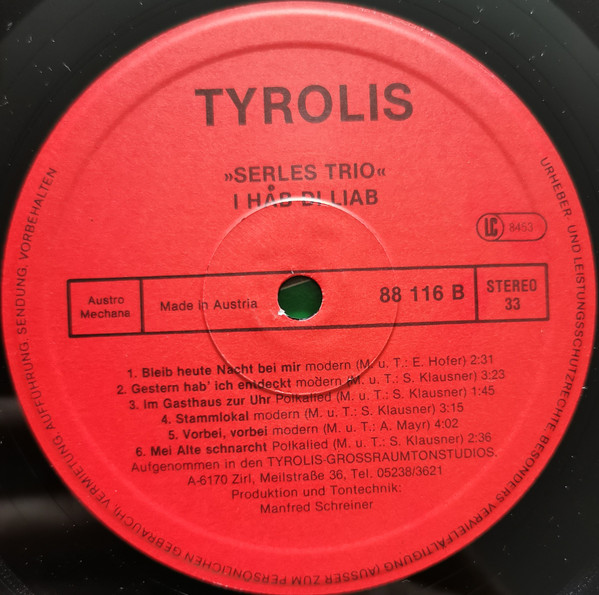 TYROLIS
»SERLES TRIO«
I HÅB DI LIAB
LC 8453
Austro
Mechana
Made in Austria
88 116 B
STEREO
33
1. Bleib heute Nacht bei mir modern (M. u. T.: E. Hofer) 2:31
2. Gestern hab' ich entdeckt modern (M. u. T.: S. Klausner) 3:23
3. Im Gasthaus zur Uhr Polkalied (M. u. T.: S. Klausner) 1:45
4. Stammlokal modern (M. u. T.: S. Klausner) 3:15
5. Vorbei, vorbei modern (M. u. T.: A. Mayr) 4:02
6. Mei Alte schnarcht Polkalied (M. u. T.: S. Klausner) 2:36
Aufgenommen in den TYROLIS-GROSSRAUMTONSTUDIOS.
A-6170 Zirl, Meilstraße 36, Tel. 05238/3621
Produktion und Tontechnik:
Manfred Schreiner
URHEBER- UND LEISTUNGSSCHUTZRECHTE BESONDERS VERVIELFÄLTIGUNG (AUSSER ZUM PERSÖNLICHEN GEBRAUCH) VERMIETUNG, AUFFÜHRUNG, SENDUNG, VORBEHALTEN